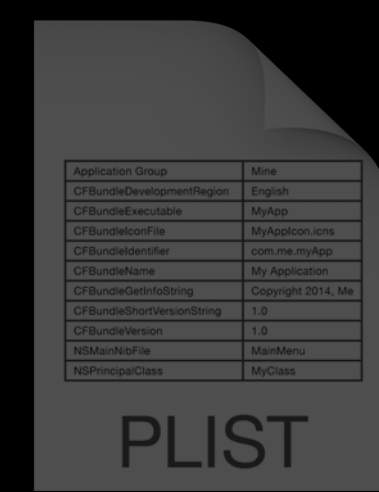 Application Group Mine
CFBundleDevelopmentRegion English
CFBundleExecutable MyApp
CFBundleIconFile MyAppIcon.icns
CFBundleIdentifier com.me.myApp
CFBundleName My Application
CFBundleGetInfoString Copyright 2014, Me
CFBundleShortVersionString 1.0
CFBundleVersion 1.0
NSMainNibFile MainMenu
NSPrincipalClass MyClass
PLIST